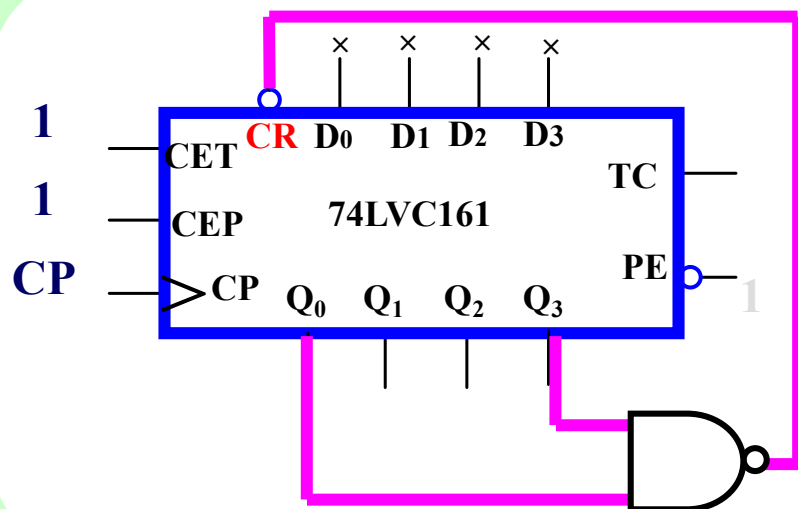 × × × ×
1
CR D₀ D₁ D₂ D₃
CET
TC
1
CEP
74LVC161
CP
CP
PE
1
Q₀ Q₁ Q₂ Q₃